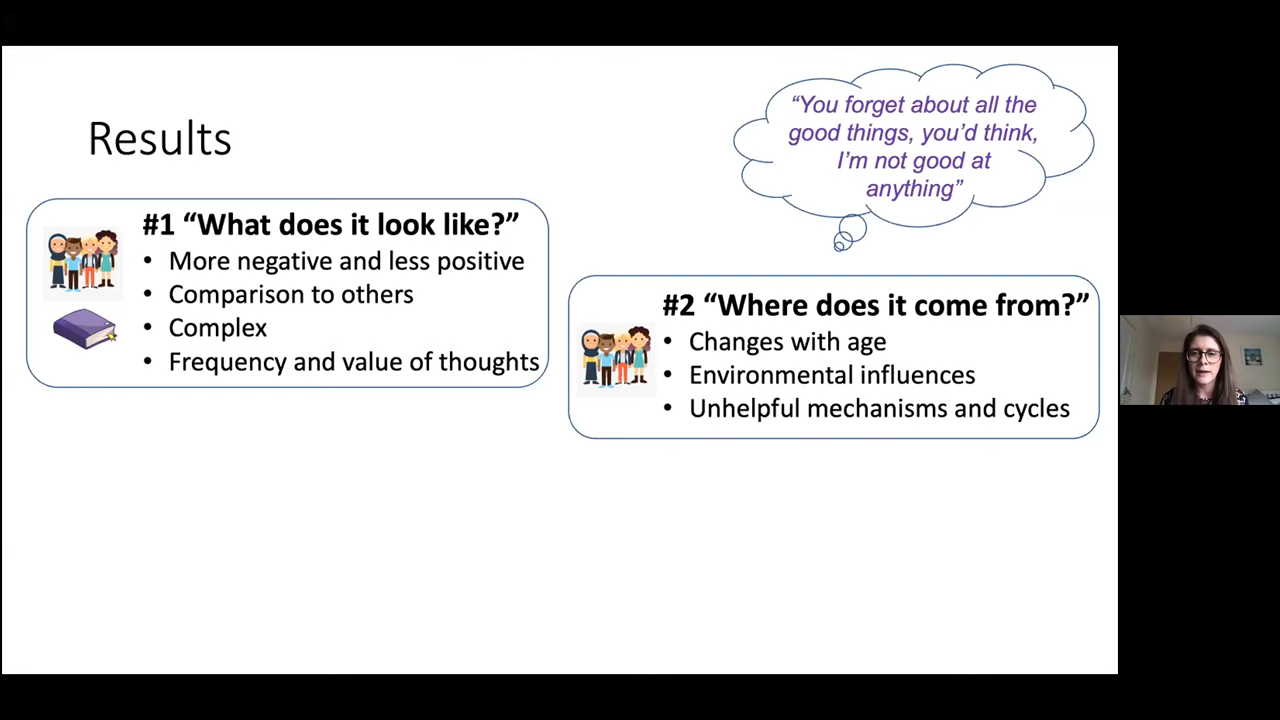 Results
“You forget about all the
good things, you’d think,
I’m not good at
anything”
#1 “What does it look like?”
• More negative and less positive
• Comparison to others
• Complex
• Frequency and value of thoughts
#2 “Where does it come from?”
• Changes with age
• Environmental influences
• Unhelpful mechanisms and cycles